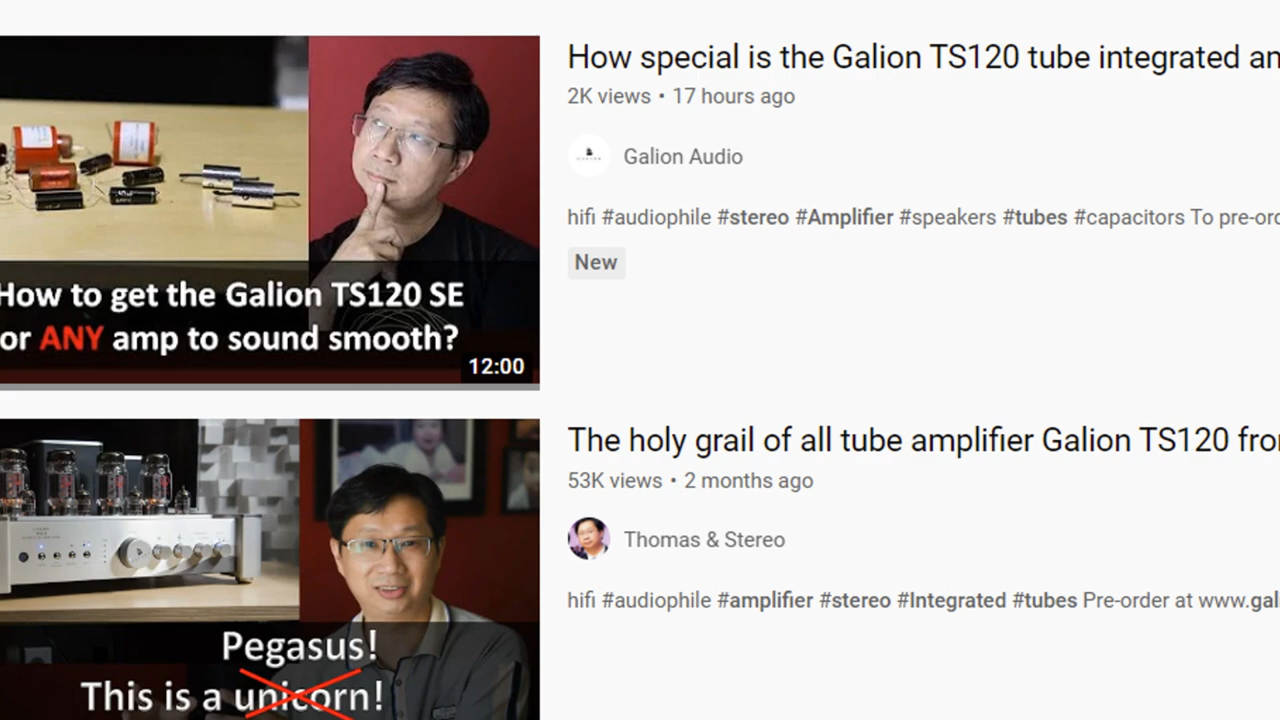 How special is the Galion TS120 tube integrated an
2K views • 17 hours ago
Galion Audio
hifi #audiophile #stereo #Amplifier #speakers #tubes #capacitors To pre-ord
New
How to get the Galion TS120 SE
or ANY amp to sound smooth?
12:00
The holy grail of all tube amplifier Galion TS120 from
53K views • 2 months ago
Thomas & Stereo
hifi #audiophile #amplifier #stereo #Integrated #tubes Pre-order at www.gal
Pegasus!
This is a unicorn!